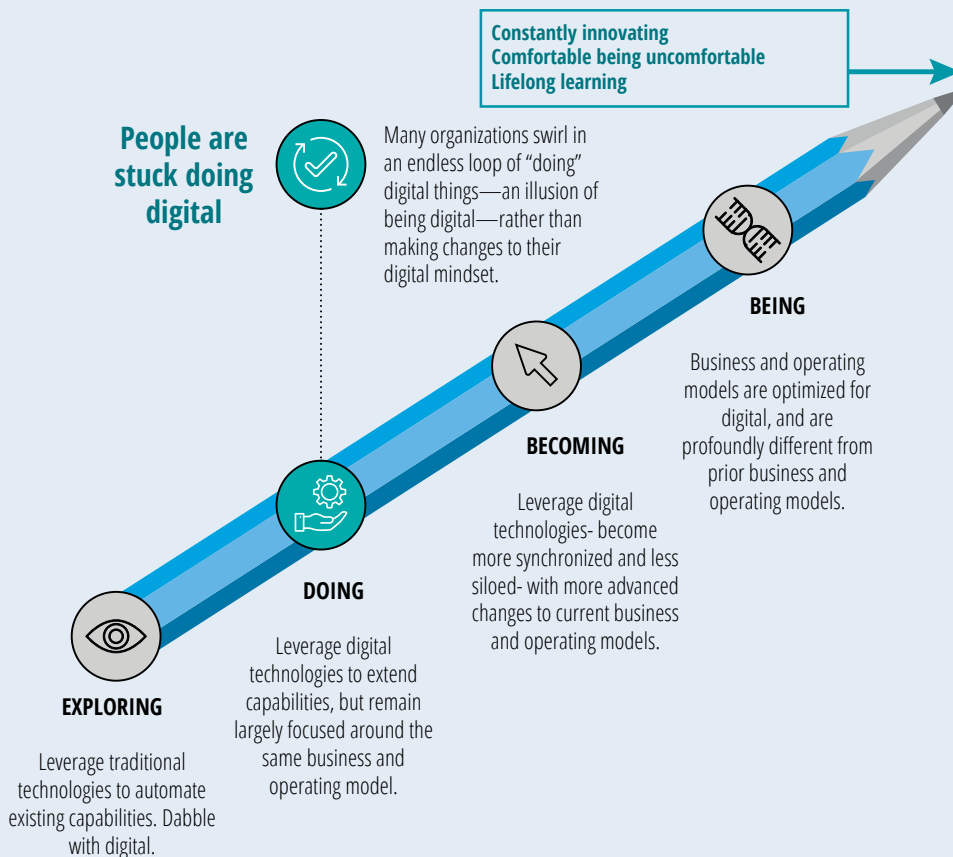 Constantly innovating
Comfortable being uncomfortable
Lifelong learning
People are
stuck doing
digital
Many organizations swirl in
an endless loop of “doing”
digital things—an illusion of
being digital—rather than
making changes to their
digital mindset.
BEING
Business and operating
models are optimized for
digital, and are
profoundly different from
prior business and
operating models.
BECOMING
Leverage digital
technologies- become
more synchronized and less
siloed- with more advanced
changes to current business
and operating models.
DOING
Leverage digital
technologies to extend
capabilities, but remain
largely focused around the
same business and
operating model.
EXPLORING
Leverage traditional
technologies to automate
existing capabilities. Dabble
with digital.